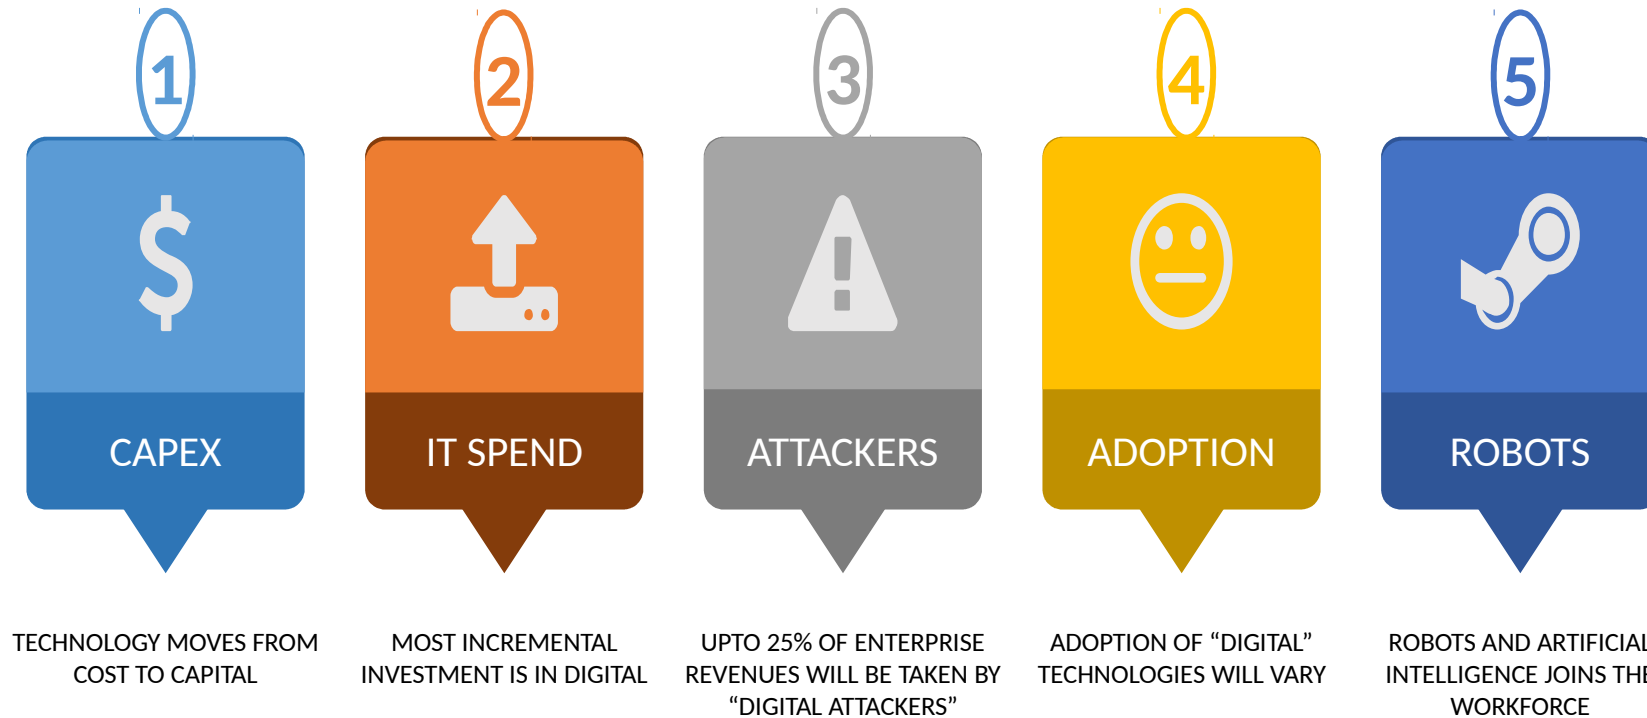 1
2
3
4
5
$
!
CAPEX
IT SPEND
ATTACKERS
ADOPTION
ROBOTS
TECHNOLOGY MOVES FROM
COST TO CAPITAL
MOST INCREMENTAL
INVESTMENT IS IN DIGITAL
UPTO 25% OF ENTERPRISE
REVENUES WILL BE TAKEN BY
“DIGITAL ATTACKERS”
ADOPTION OF “DIGITAL”
TECHNOLOGIES WILL VARY
ROBOTS AND ARTIFICIAL
INTELLIGENCE JOINS THE
WORKFORCE